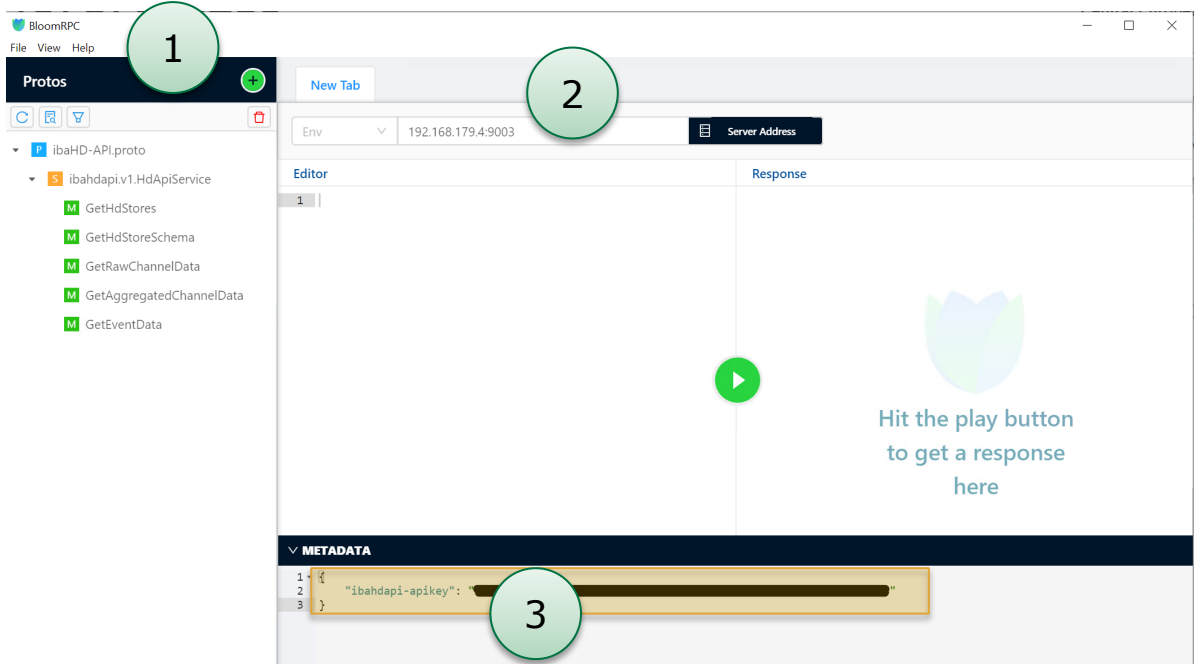 BloomRPC
File View Help
1
Protos
New Tab
2
Env
192.168.179.4:9003
Server Address
P ibaHD-API.proto
S ibahdapi.v1.HdApiService
M GetHdStores
M GetHdStoreSchema
M GetRawChannelData
M GetAggregatedChannelData
M GetEventData
Editor
1
Response
Hit the play button
to get a response
here
METADATA
1 {
2 "ibahdapi-apikey": " "
3 }
3